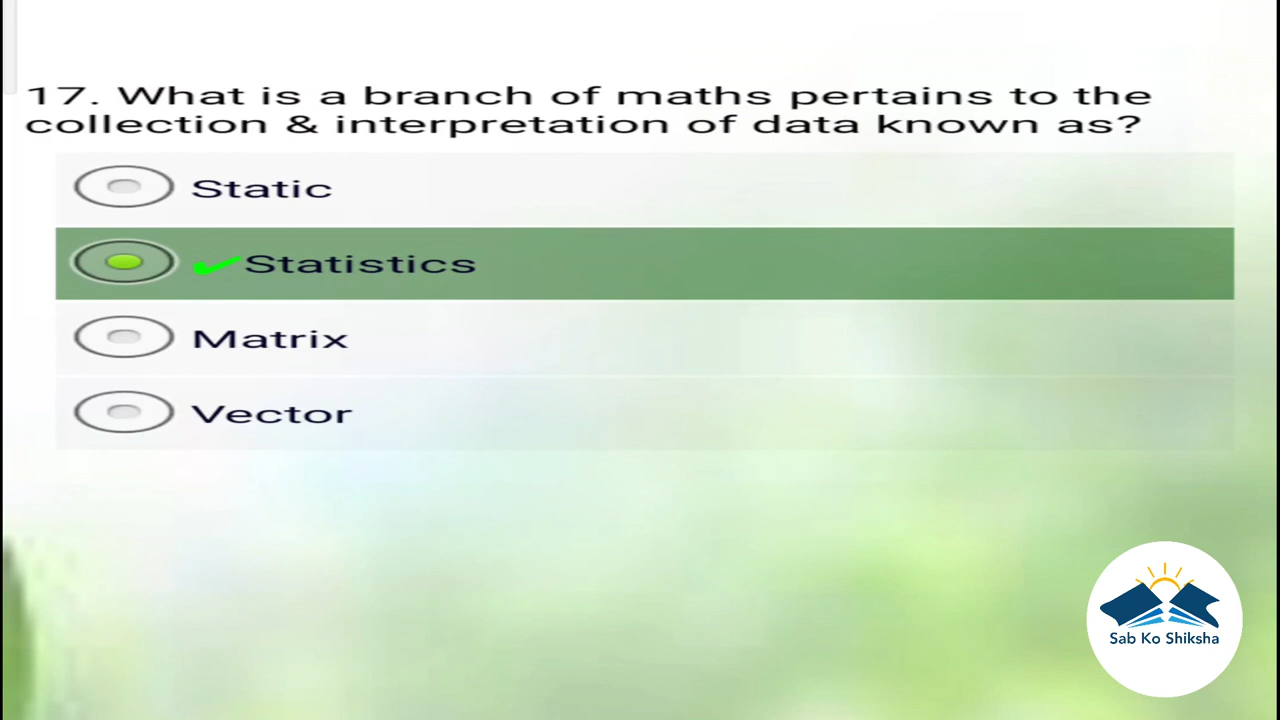 17. What is a branch of maths pertains to the
collection & interpretation of data known as?
Static
Statistics
Matrix
Vector
Sab Ko Shiksha